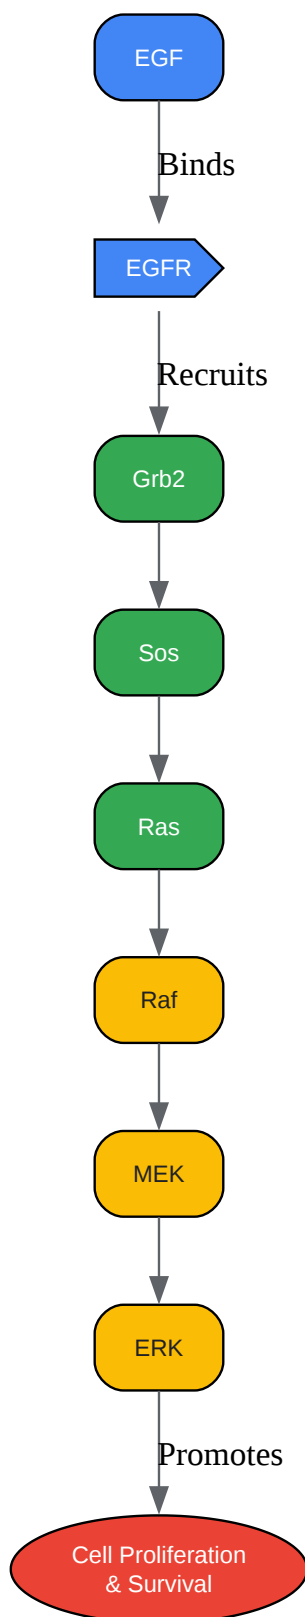 EGF
Binds
EGFR
Recruits
Grb2
Sos
Ras
Raf
MEK
ERK
Promotes
Cell Proliferation
& Survival